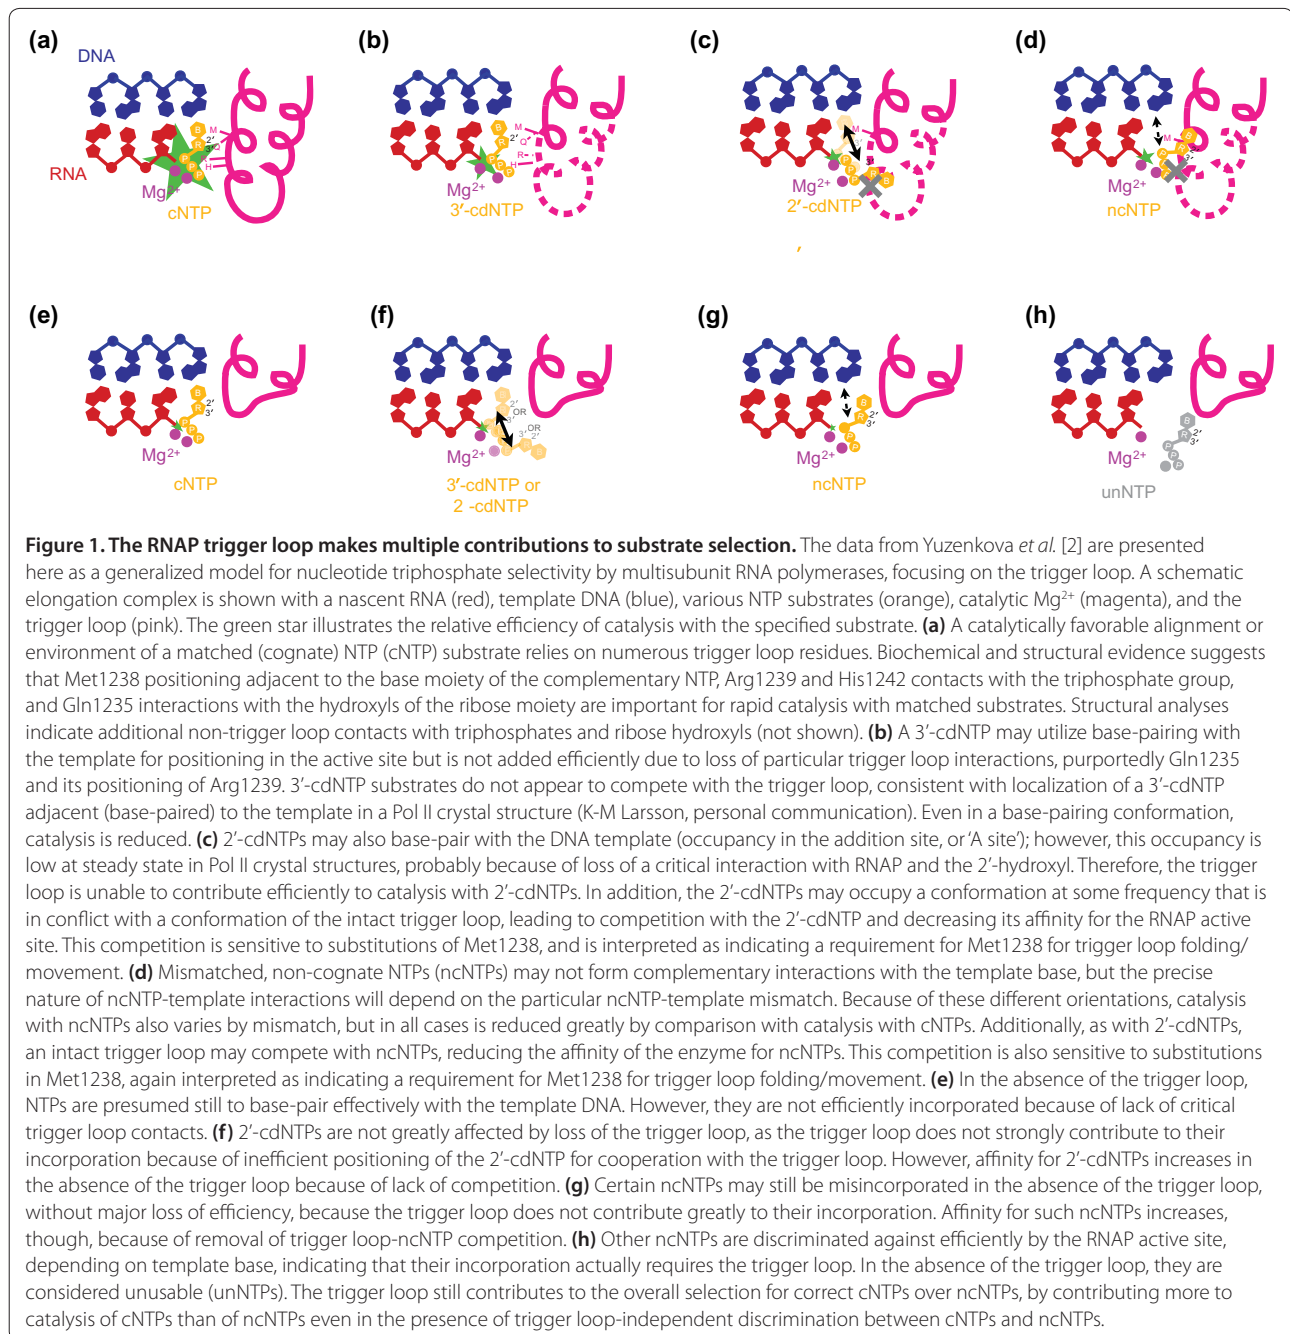 (a)
DNA
RNA
M
Q
R
H
B
R
2′
3′
P
P
P
Mg2+
cNTP
(b)
M
Q
R
H
B
R
2′
P
P
P
Mg2+
3′-cdNTP
(c)
M
3′
3′
P
P
R
B
Mg2+
2′-cdNTP
′
(d)
M
B
R
2′
3′
P
P
Mg2+
ncNTP
(e)
B
R
2′
3′
P
P
P
Mg2+
cNTP
(f)
B
2′
3′ OR
3′ OR
2′
Mg2+
3′-cdNTP or
2 -cdNTP
(g)
B
R
2′
3′
P
P
Mg2+
ncNTP
(h)
B
R
2′
3′
P
P
P
Mg2+
unNTP
Figure 1. The RNAP trigger loop makes multiple contributions to substrate selection. The data from Yuzenkova et al. [2] are presented
here as a generalized model for nucleotide triphosphate selectivity by multisubunit RNA polymerases, focusing on the trigger loop. A schematic
elongation complex is shown with a nascent RNA (red), template DNA (blue), various NTP substrates (orange), catalytic Mg2+ (magenta), and the
trigger loop (pink). The green star illustrates the relative efficiency of catalysis with the specified substrate. (a) A catalytically favorable alignment or
environment of a matched (cognate) NTP (cNTP) substrate relies on numerous trigger loop residues. Biochemical and structural evidence suggests
that Met1238 positioning adjacent to the base moiety of the complementary NTP, Arg1239 and His1242 contacts with the triphosphate group,
and Gln1235 interactions with the hydroxyls of the ribose moiety are important for rapid catalysis with matched substrates. Structural analyses
indicate additional non-trigger loop contacts with triphosphates and ribose hydroxyls (not shown). (b) A 3′-cdNTP may utilize base-pairing with
the template for positioning in the active site but is not added efficiently due to loss of particular trigger loop interactions, purportedly Gln1235
and its positioning of Arg1239. 3′-cdNTP substrates do not appear to compete with the trigger loop, consistent with localization of a 3′-cdNTP
adjacent (base-paired) to the template in a Pol II crystal structure (K-M Larsson, personal communication). Even in a base-pairing conformation,
catalysis is reduced. (c) 2′-cdNTPs may also base-pair with the DNA template (occupancy in the addition site, or ‘A site’); however, this occupancy is
low at steady state in Pol II crystal structures, probably because of loss of a critical interaction with RNAP and the 2′-hydroxyl. Therefore, the trigger
loop is unable to contribute efficiently to catalysis with 2′-cdNTPs. In addition, the 2′-cdNTPs may occupy a conformation at some frequency that is
in conflict with a conformation of the intact trigger loop, leading to competition with the 2′-cdNTP and decreasing its affinity for the RNAP active
site. This competition is sensitive to substitutions of Met1238, and is interpreted as indicating a requirement for Met1238 for trigger loop folding/
movement. (d) Mismatched, non-cognate NTPs (ncNTPs) may not form complementary interactions with the template base, but the precise
nature of ncNTP-template interactions will depend on the particular ncNTP-template mismatch. Because of these different orientations, catalysis
with ncNTPs also varies by mismatch, but in all cases is reduced greatly by comparison with catalysis with cNTPs. Additionally, as with 2′-cdNTPs,
an intact trigger loop may compete with ncNTPs, reducing the affinity of the enzyme for ncNTPs. This competition is also sensitive to substitutions
in Met1238, again interpreted as indicating a requirement for Met1238 for trigger loop folding/movement. (e) In the absence of the trigger loop,
NTPs are presumed still to base-pair effectively with the template DNA. However, they are not efficiently incorporated because of lack of critical
trigger loop contacts. (f) 2′-cdNTPs are not greatly affected by loss of the trigger loop, as the trigger loop does not strongly contribute to their
incorporation because of inefficient positioning of the 2′-cdNTP for cooperation with the trigger loop. However, affinity for 2′-cdNTPs increases in
the absence of the trigger loop because of lack of competition. (g) Certain ncNTPs may still be misincorporated in the absence of the trigger loop,
without major loss of efficiency, because the trigger loop does not contribute greatly to their incorporation. Affinity for such ncNTPs increases,
though, because of removal of trigger loop-ncNTP competition. (h) Other ncNTPs are discriminated against efficiently by the RNAP active site,
depending on template base, indicating that their incorporation actually requires the trigger loop. In the absence of the trigger loop, they are
considered unusable (unNTPs). The trigger loop still contributes to the overall selection for correct cNTPs over ncNTPs, by contributing more to
catalysis of cNTPs than of ncNTPs even in the presence of trigger loop-independent discrimination between cNTPs and ncNTPs.